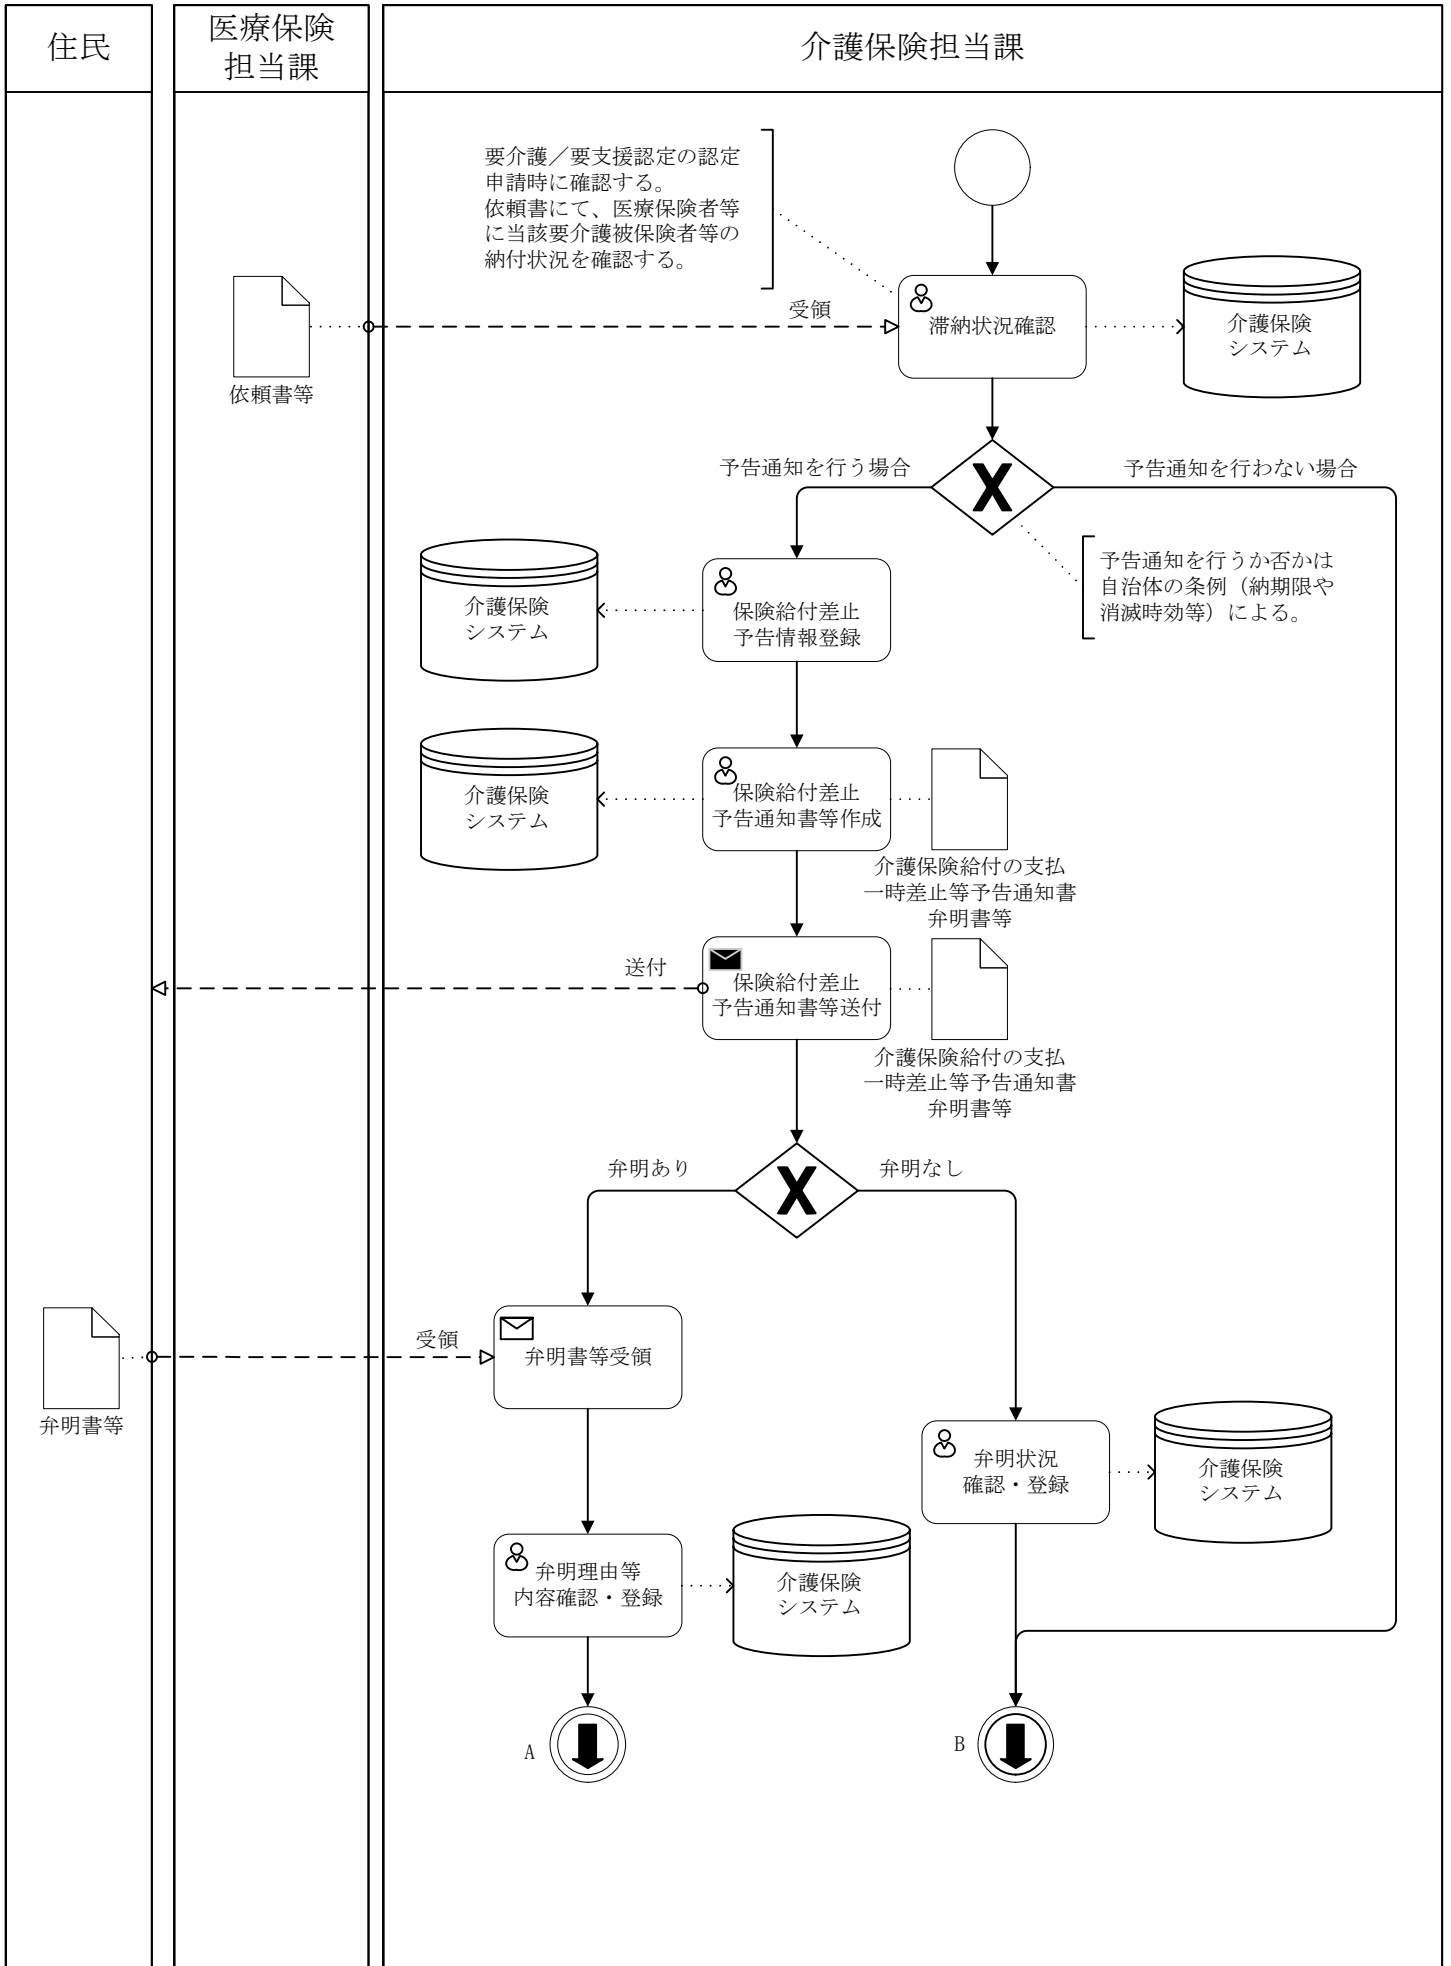 住民
医療保険
担当課
介護保険担当課
要介護／要支援認定の認定
申請時に確認する。
依頼書にて、医療保険者等
に当該要介護被保険者等の
納付状況を確認する。
依頼書等
受領
滞納状況確認
介護保険
システム
予告通知を行う場合
予告通知を行わない場合
予告通知を行うか否かは
自治体の条例（納期限や
消滅時効等）による。
介護保険
システム
保険給付差止
予告情報登録
介護保険
システム
保険給付差止
予告通知書等作成
介護保険給付の支払
一時差止等予告通知書
弁明書等
送付
保険給付差止
予告通知書等送付
介護保険給付の支払
一時差止等予告通知書
弁明書等
弁明あり
弁明なし
弁明書等
受領
弁明書等受領
弁明状況
確認・登録
介護保険
システム
弁明理由等
内容確認・登録
介護保険
システム
A
B